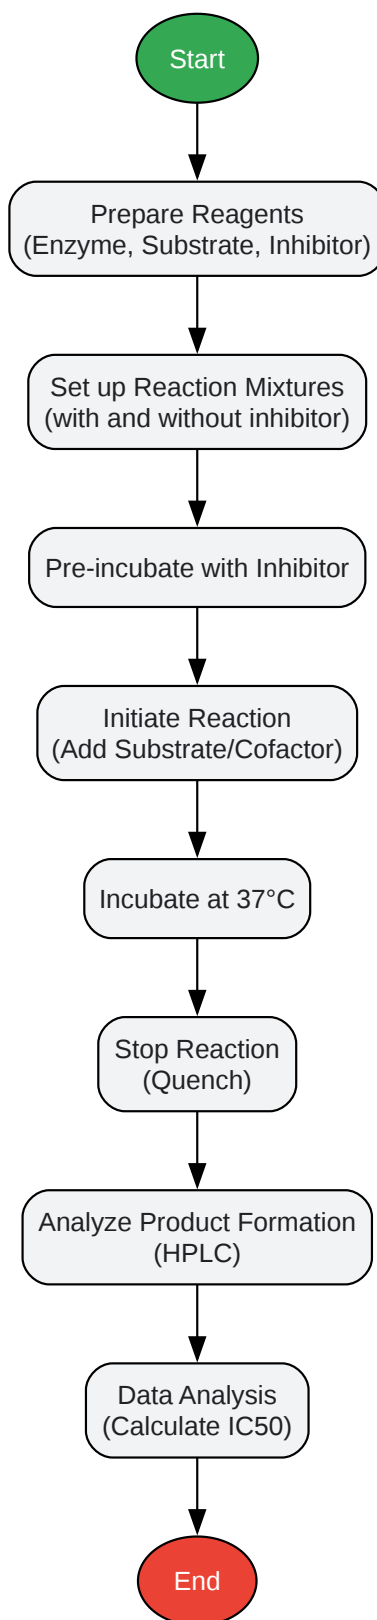 Start
Prepare Reagents
(Enzyme, Substrate, Inhibitor)
Set up Reaction Mixtures
(with and without inhibitor)
Pre-incubate with Inhibitor
Initiate Reaction
(Add Substrate/Cofactor)
Incubate at 37°C
Stop Reaction
(Quench)
Analyze Product Formation
(HPLC)
Data Analysis
(Calculate IC50)
End